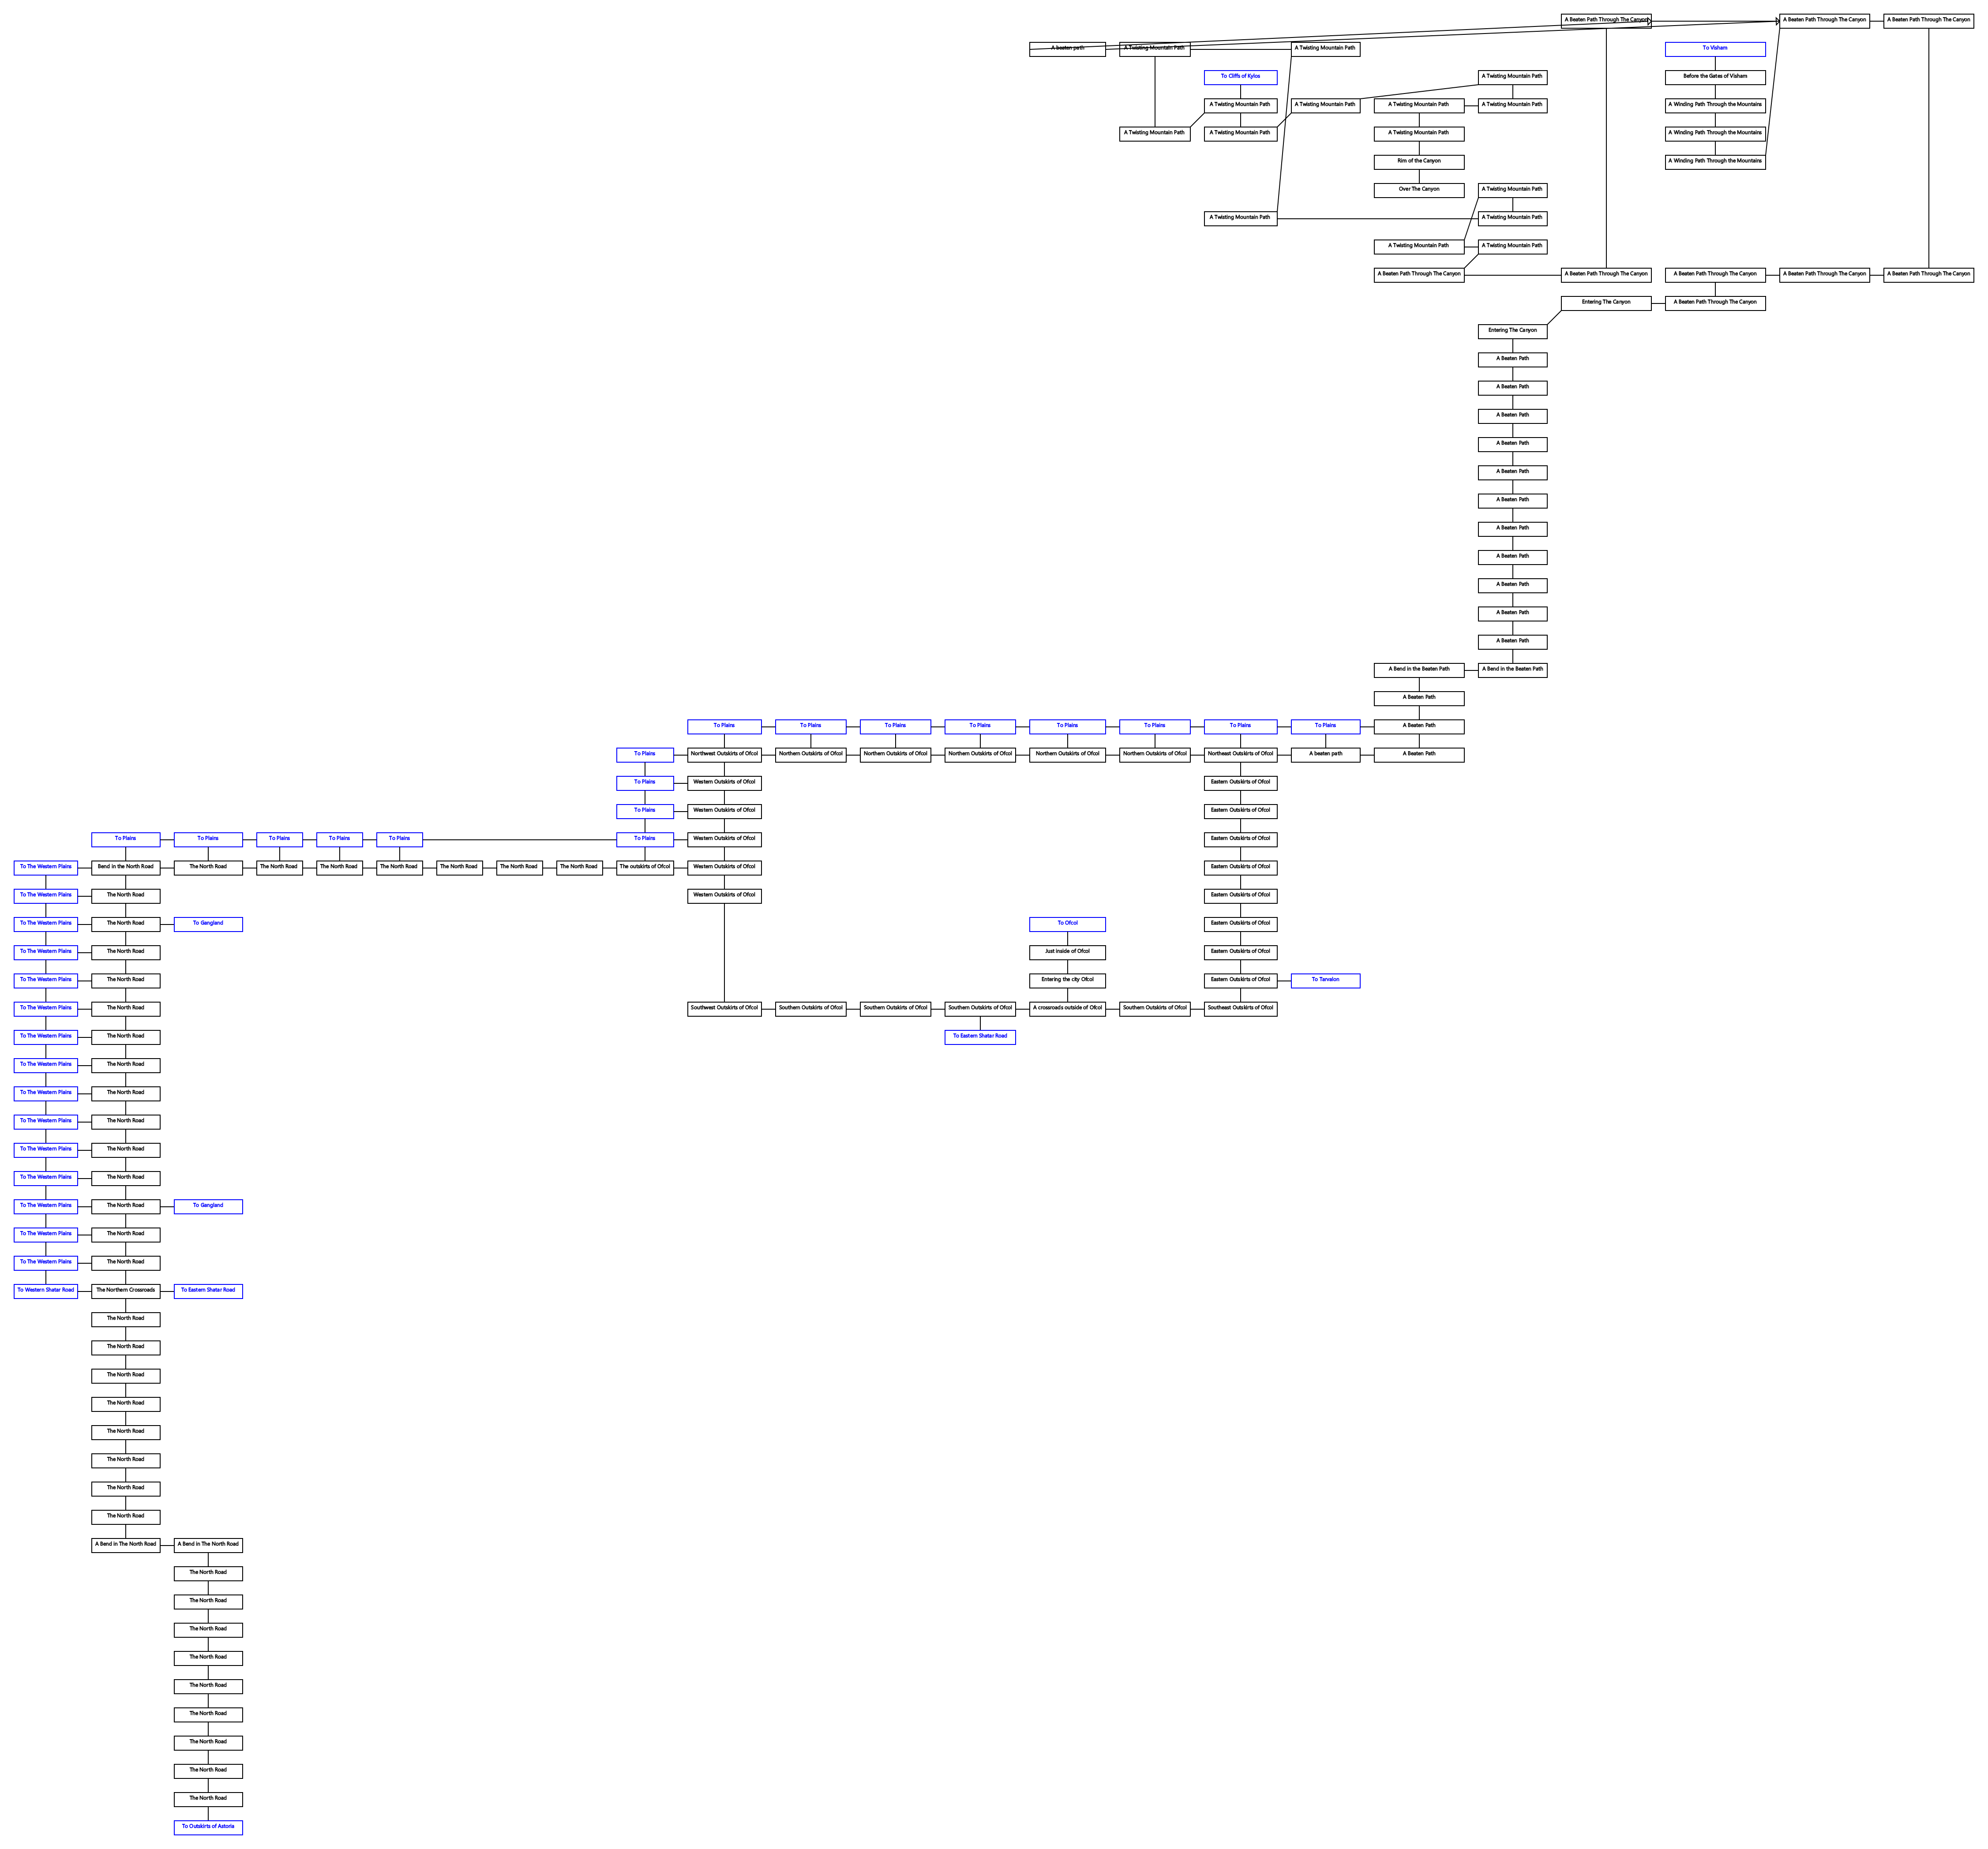 A Beaten Path Through The Canyon
A Beaten Path Through The Canyon
A Beaten Path Through The Canyon
A beaten path
A Twisting Mountain Path
A Twisting Mountain Path
To Visham
To Cliffs of Kylos
A Twisting Mountain Path
Before the Gates of Visham
A Twisting Mountain Path
A Twisting Mountain Path
A Twisting Mountain Path
A Twisting Mountain Path
A Winding Path Through the Mountains
A Twisting Mountain Path
A Twisting Mountain Path
A Twisting Mountain Path
A Winding Path Through the Mountains
Rim of the Canyon
A Winding Path Through the Mountains
Over The Canyon
A Twisting Mountain Path
A Twisting Mountain Path
A Twisting Mountain Path
A Twisting Mountain Path
A Twisting Mountain Path
A Beaten Path Through The Canyon
A Beaten Path Through The Canyon
A Beaten Path Through The Canyon
A Beaten Path Through The Canyon
A Beaten Path Through The Canyon
Entering The Canyon
A Beaten Path Through The Canyon
Entering The Canyon
A Beaten Path
A Beaten Path
A Beaten Path
A Beaten Path
A Beaten Path
A Beaten Path
A Beaten Path
A Beaten Path
A Beaten Path
A Beaten Path
A Beaten Path
A Bend in the Beaten Path
A Bend in the Beaten Path
A Beaten Path
To Plains
To Plains
To Plains
To Plains
To Plains
To Plains
To Plains
To Plains
A Beaten Path
To Plains
Northwest Outskirts of Ofcol
Northern Outskirts of Ofcol
Northern Outskirts of Ofcol
Northern Outskirts of Ofcol
Northern Outskirts of Ofcol
Northern Outskirts of Ofcol
Northeast Outskirts of Ofcol
A beaten path
A Beaten Path
To Plains
Western Outskirts of Ofcol
Eastern Outskirts of Ofcol
To Plains
Western Outskirts of Ofcol
Eastern Outskirts of Ofcol
To Plains
To Plains
To Plains
To Plains
To Plains
To Plains
Western Outskirts of Ofcol
Eastern Outskirts of Ofcol
To The Western Plains
Bend in the North Road
The North Road
The North Road
The North Road
The North Road
The North Road
The North Road
The North Road
The outskirts of Ofcol
Western Outskirts of Ofcol
Eastern Outskirts of Ofcol
To The Western Plains
The North Road
Western Outskirts of Ofcol
Eastern Outskirts of Ofcol
To The Western Plains
The North Road
To Gangland
To Ofcol
Eastern Outskirts of Ofcol
To The Western Plains
The North Road
Just inside of Ofcol
Eastern Outskirts of Ofcol
To The Western Plains
The North Road
Entering the city Ofcol
Eastern Outskirts of Ofcol
To Tarvalon
To The Western Plains
The North Road
Southwest Outskirts of Ofcol
Southern Outskirts of Ofcol
Southern Outskirts of Ofcol
Southern Outskirts of Ofcol
A crossroads outside of Ofcol
Southern Outskirts of Ofcol
Southeast Outskirts of Ofcol
To The Western Plains
The North Road
To Eastern Shatar Road
To The Western Plains
The North Road
To The Western Plains
The North Road
To The Western Plains
The North Road
To The Western Plains
The North Road
To The Western Plains
The North Road
To The Western Plains
The North Road
To Gangland
To The Western Plains
The North Road
To The Western Plains
The North Road
To Western Shatar Road
The Northern Crossroads
To Eastern Shatar Road
The North Road
The North Road
The North Road
The North Road
The North Road
The North Road
The North Road
The North Road
A Bend in The North Road
A Bend in The North Road
The North Road
The North Road
The North Road
The North Road
The North Road
The North Road
The North Road
The North Road
The North Road
To Outskirts of Astoria